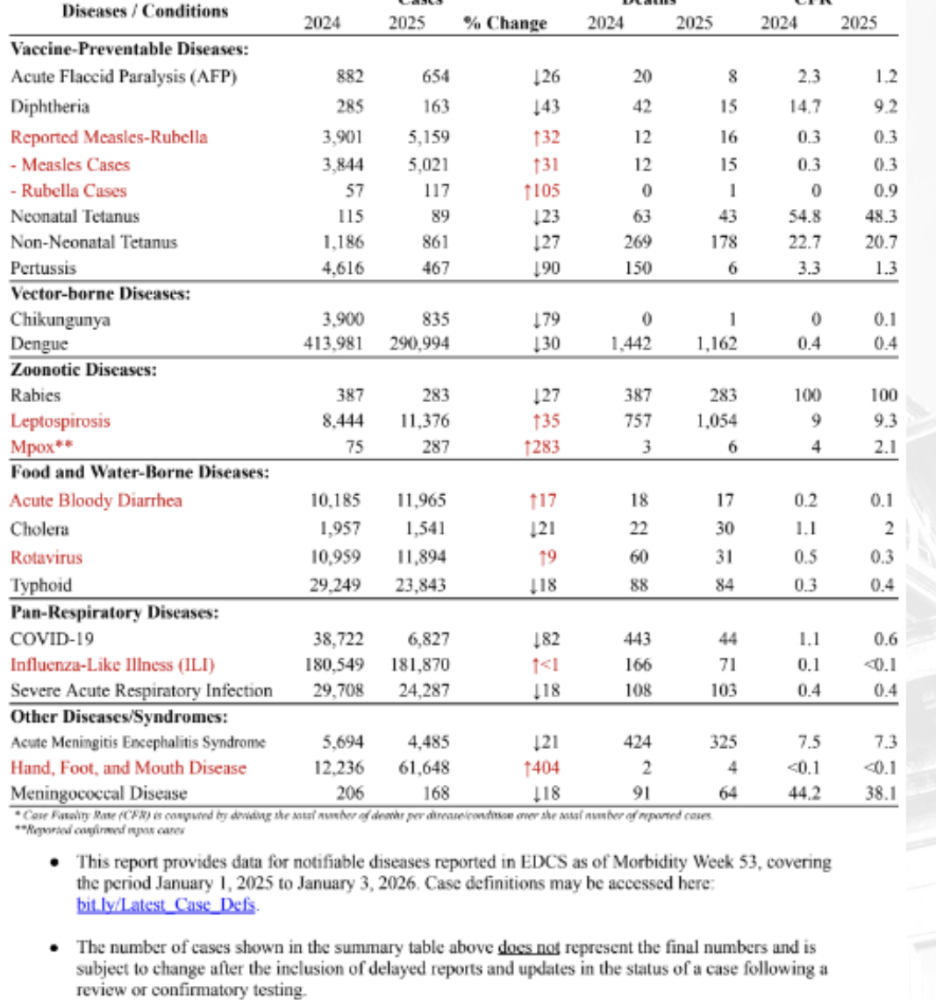 Diseases / Conditions Cases Deaths CFR
2024 2025 % Change 2024 2025 2024 2025
Vaccine-Preventable Diseases:
Acute Flaccid Paralysis (AFP) 882 654 ↓26 20 8 2.3 1.2
Diphtheria 285 163 ↓43 42 15 14.7 9.2
Reported Measles-Rubella 3,901 5,159 ↑32 12 16 0.3 0.3
- Measles Cases 3,844 5,021 ↑31 12 15 0.3 0.3
- Rubella Cases 57 117 ↑105 0 1 0 0.9
Neonatal Tetanus 115 89 ↓23 63 43 54.8 48.3
Non-Neonatal Tetanus 1,186 861 ↓27 269 178 22.7 20.7
Pertussis 4,616 467 ↓90 150 6 3.3 1.3
Vector-borne Diseases:
Chikungunya 3,900 835 ↓79 0 1 0 0.1
Dengue 413,981 290,994 ↓30 1,442 1,162 0.4 0.4
Zoonotic Diseases:
Rabies 387 283 ↓27 387 283 100 100
Leptospirosis 8,444 11,376 ↑35 757 1,054 9 9.3
Mpox** 75 287 ↑283 3 6 4 2.1
Food and Water-Borne Diseases:
Acute Bloody Diarrhea 10,185 11,965 ↑17 18 17 0.2 0.1
Cholera 1,957 1,541 ↓21 22 30 1.1 2
Rotavirus 10,959 11,894 ↑9 60 31 0.5 0.3
Typhoid 29,249 23,843 ↓18 88 84 0.3 0.4
Pan-Respiratory Diseases:
COVID-19 38,722 6,827 ↓82 443 44 1.1 0.6
Influenza-Like Illness (ILI) 180,549 181,870 ↑<1 166 71 0.1 <0.1
Severe Acute Respiratory Infection 29,708 24,287 ↓18 108 103 0.4 0.4
Other Diseases/Syndromes:
Acute Meningitis Encephalitis Syndrome 5,694 4,485 ↓21 424 325 7.5 7.3
Hand, Foot, and Mouth Disease 12,236 61,648 ↑404 2 4 <0.1 <0.1
Meningococcal Disease 206 168 ↓18 91 64 44.2 38.1
* Case Fatality Rate (CFR) is computed by dividing the total number of deaths per disease/condition over the total number of reported cases.
**Reported confirmed mpox cases
● This report provides data for notifiable diseases reported in EDCS as of Morbidity Week 53, covering
the period January 1, 2025 to January 3, 2026. Case definitions may be accessed here:
bit.ly/Latest_Case_Defs.
● The number of cases shown in the summary table above does not represent the final numbers and is
subject to change after the inclusion of delayed reports and updates in the status of a case following a
review or confirmatory testing.